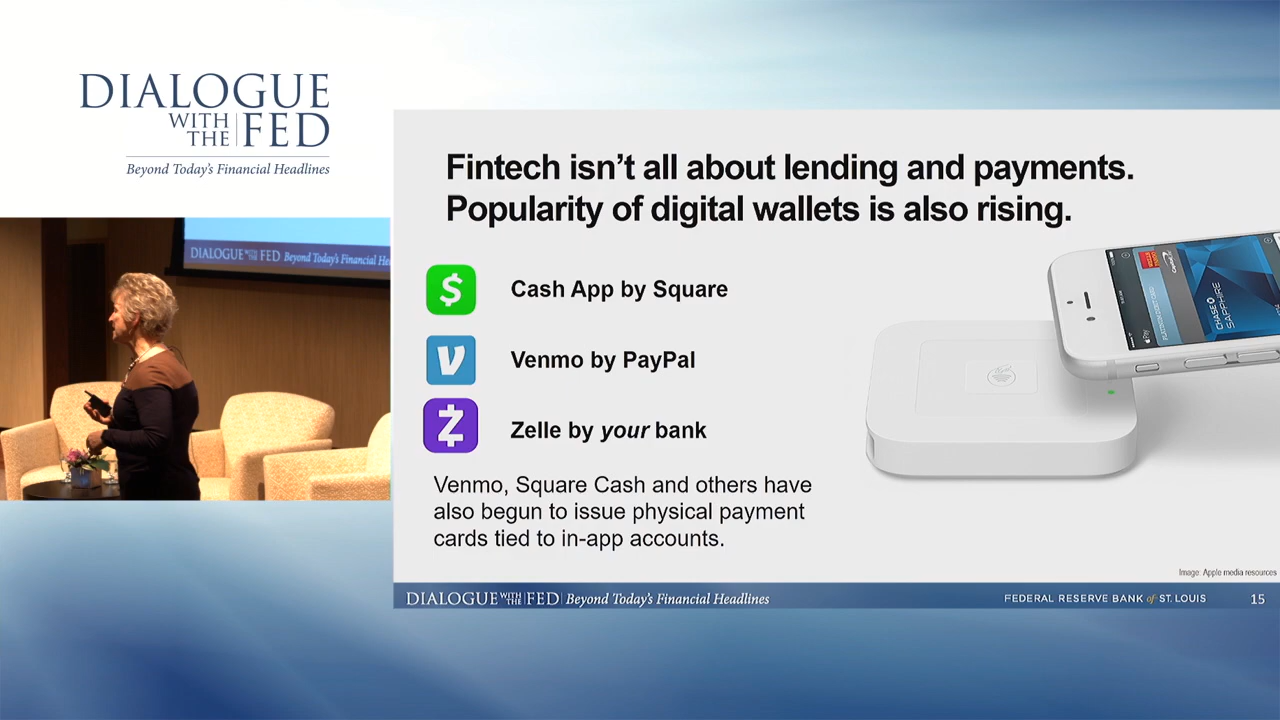 DIALOGUE
WITH
THE FED
Beyond Today's Financial Headlines
DIALOGUE WITH THE FED Beyond Today's Financial
Fintech isn't all about lending and payments.
Popularity of digital wallets is also rising.
$ Cash App by Square
V Venmo by PayPal
Z Zelle by your bank
Venmo, Square Cash and others have
also begun to issue physical payment
cards tied to in-app accounts.
CHASE
SAPPHIRE
Image: Apple media resources
DIALOGUE WITH THE FED Beyond Today's Financial Headlines
FEDERAL RESERVE BANK of ST. LOUIS
15